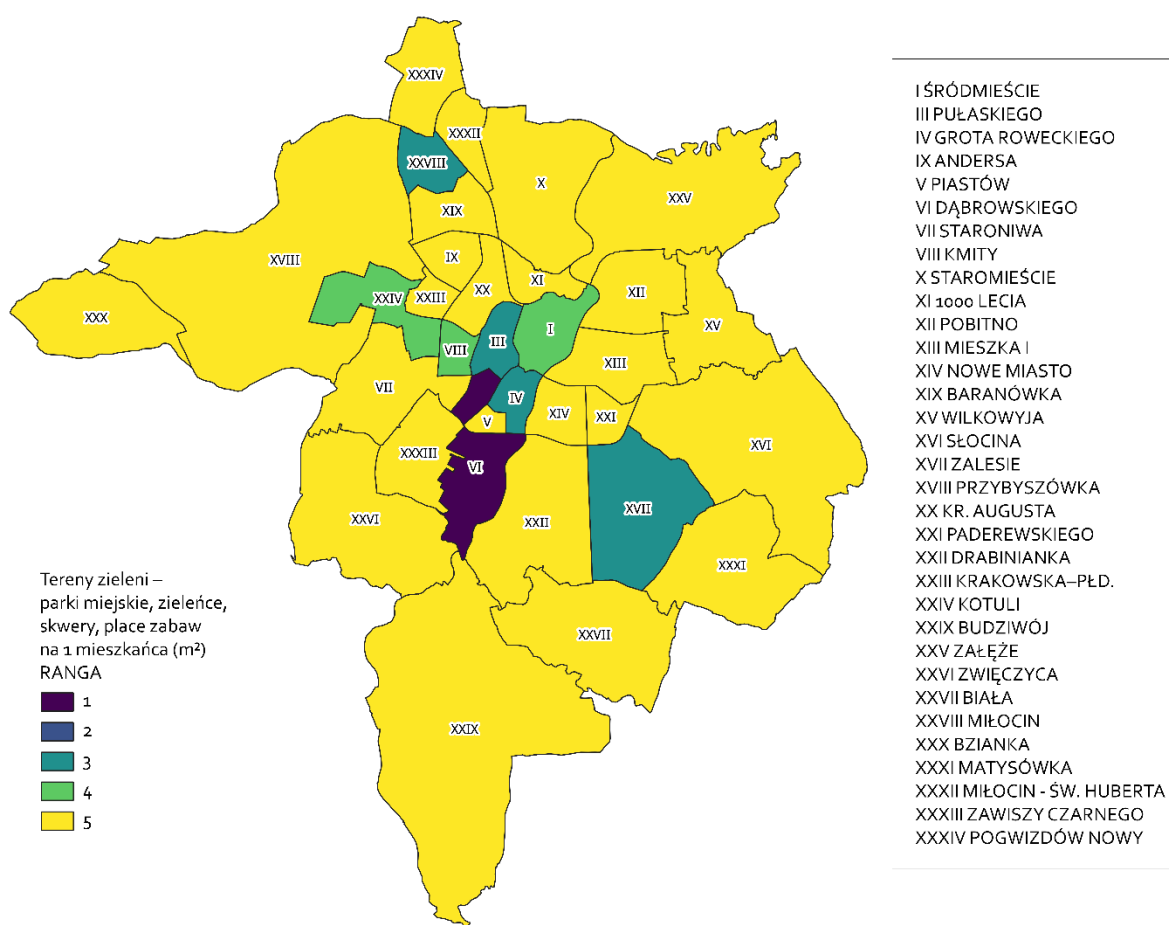 XXXIV
XXXII
XXVIII
X
XXV
XIX
XVIII
IX
XI
XII
XX
XXIV
XXIII
XXX
I
XV
III
VIII
XIII
VII
IV
XIV
XXI
V
XXXIII
XVI
VI
XVII
XXII
XXVI
XXXI
XXVII
XXIX
Tereny zieleni –
parki miejskie, zieleńce,
skwery, place zabaw
na 1 mieszkańca (m²)
RANGA
1
2
3
4
5
I ŚRÓDMIEŚCIE
III PUŁASKIEGO
IV GROTA ROWECKIEGO
IX ANDERSA
V PIASTÓW
VI DĄBROWSKIEGO
VII STARONIWA
VIII KMITY
X STAROMIEŚCIE
XI 1000 LECIA
XII POBITNO
XIII MIESZKA I
XIV NOWE MIASTO
XIX BARANÓWKA
XV WILKOWYJA
XVI SŁOCINA
XVII ZALESIE
XVIII PRZYBYSZÓWKA
XX KR. AUGUSTA
XXI PADEREWSKIEGO
XXII DRABINIANKA
XXIII KRAKOWSKA–PŁD.
XXIV KOTULI
XXIX BUDZIWÓJ
XXV ZAŁĘŻE
XXVI ZWIĘCZYCA
XXVII BIAŁA
XXVIII MIŁOCIN
XXX BZIANKA
XXXI MATYSÓWKA
XXXII MIŁOCIN - ŚW. HUBERTA
XXXIII ZAWISZY CZARNEGO
XXXIV POGWIZDÓW NOWY